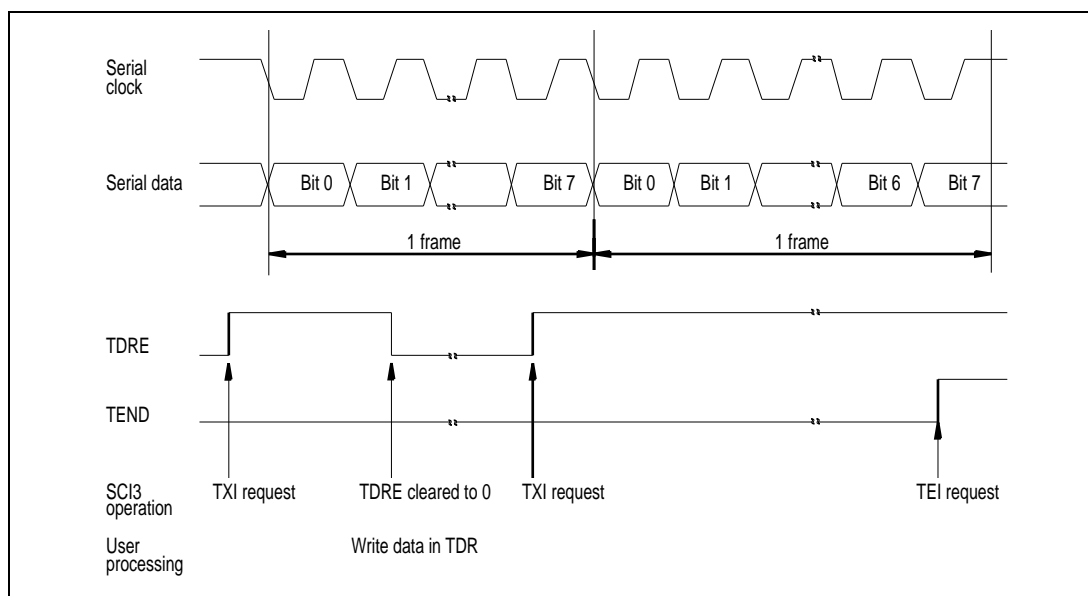 Serial
clock
Serial data
Bit 0
Bit 1
Bit 7
Bit 0
Bit 1
Bit 6
Bit 7
1 frame
1 frame
TDRE
TEND
SCI3
operation
TXI request
TDRE cleared to 0
TXI request
TEI request
User
processing
Write data in TDR